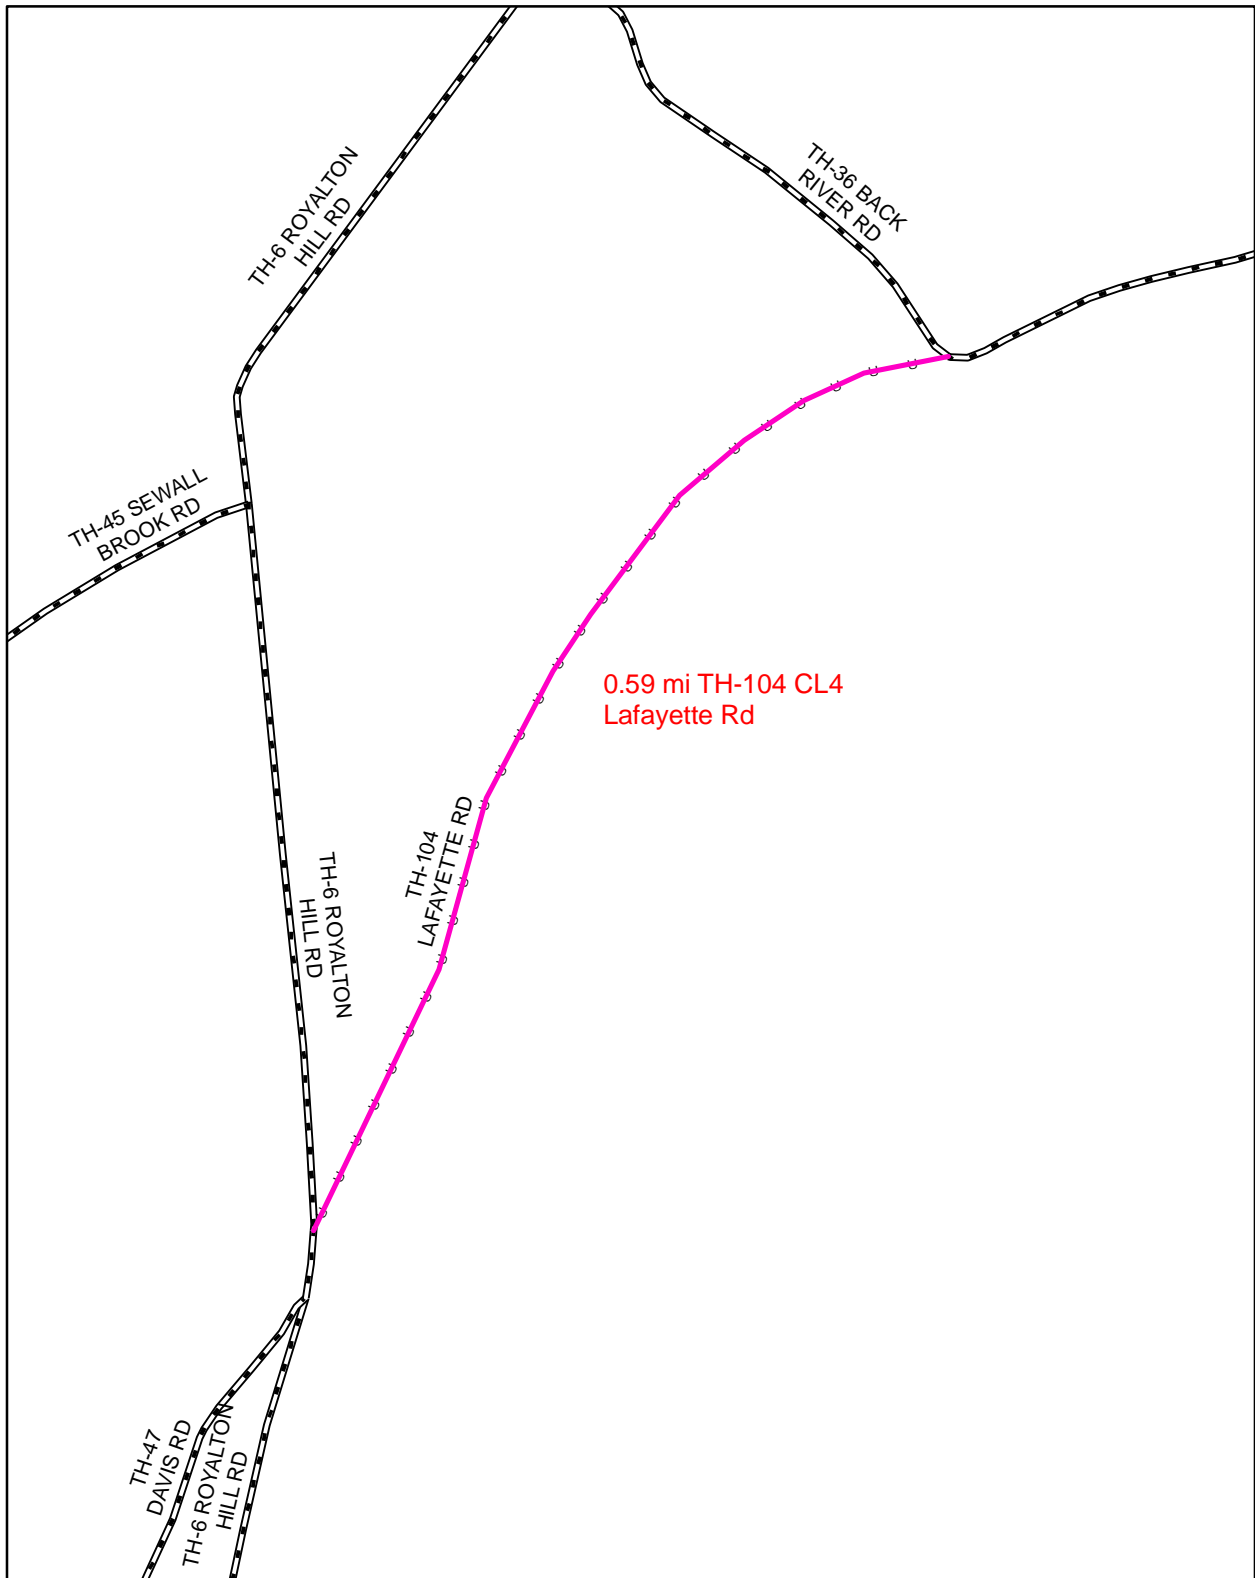 TH-6 ROYALTON
HILL RD
TH-36 BACK
RIVER RD
TH-45 SEWALL
BROOK RD
0.59 mi TH-104 CL4
Lafayette Rd
TH-104
LAFAYETTE RD
TH-6 ROYALTON
HILL RD
TH-47
DAVIS RD
TH-6 ROYALTON
HILL RD